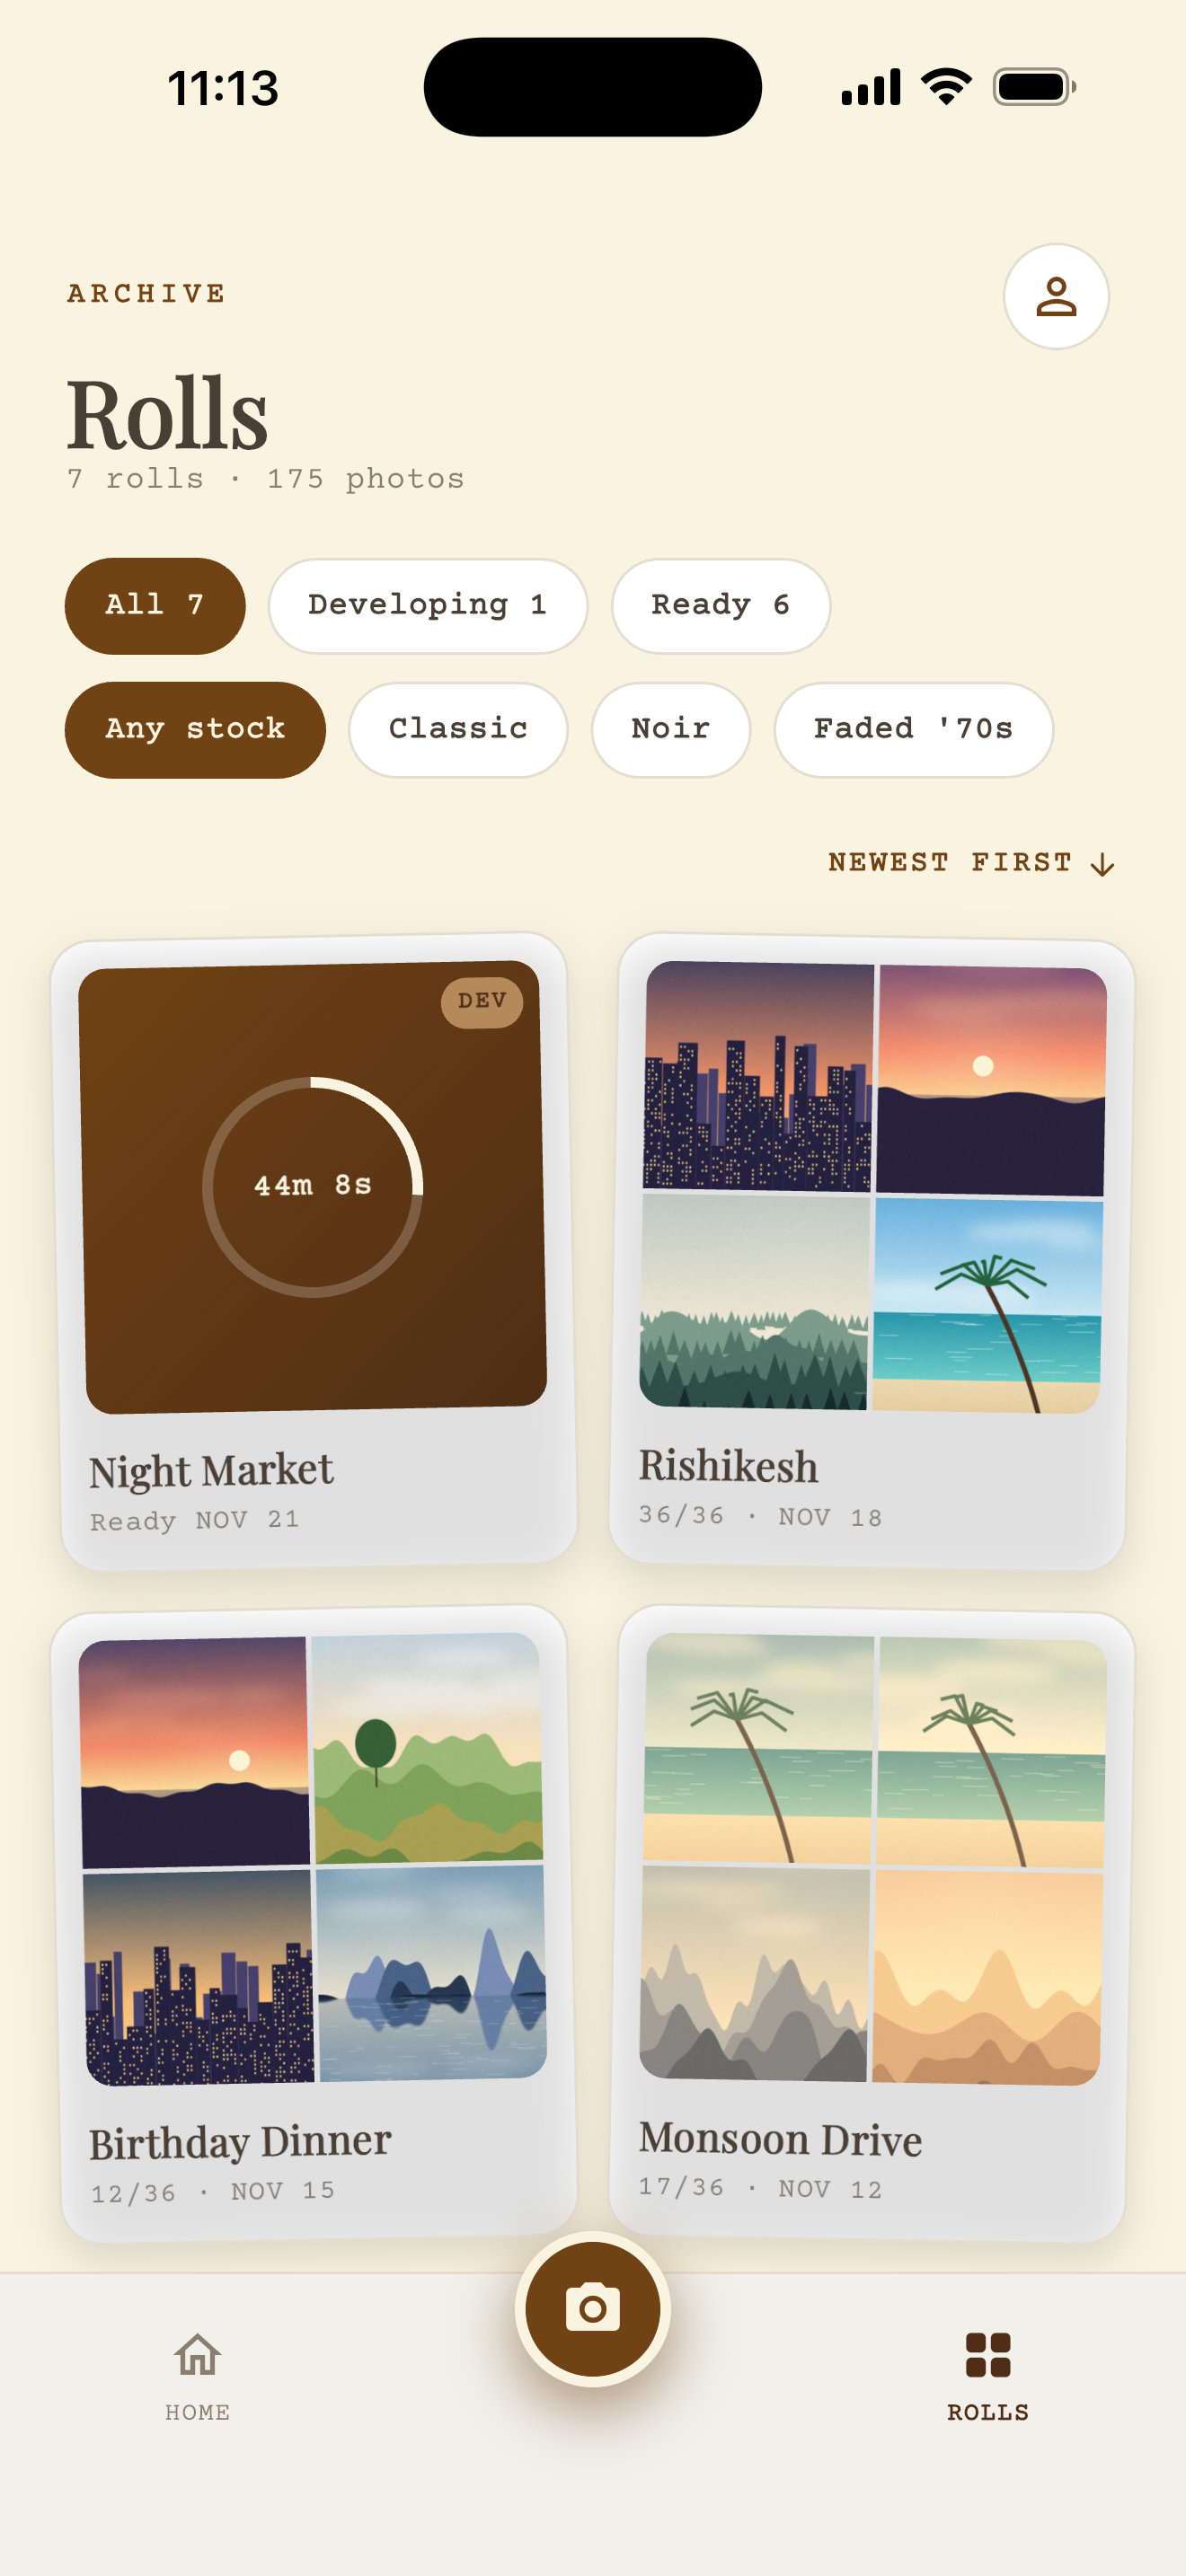 11:13
ARCHIVE
Rolls
7 rolls · 175 photos
All 7
Developing 1
Ready 6
Any stock
Classic
Noir
Faded '70s
NEWEST FIRST ↓
DEV
44m 8s
Night Market
Ready NOV 21
Rishikesh
36/36 · NOV 18
Birthday Dinner
12/36 · NOV 15
Monsoon Drive
17/36 · NOV 12
HOME
ROLLS